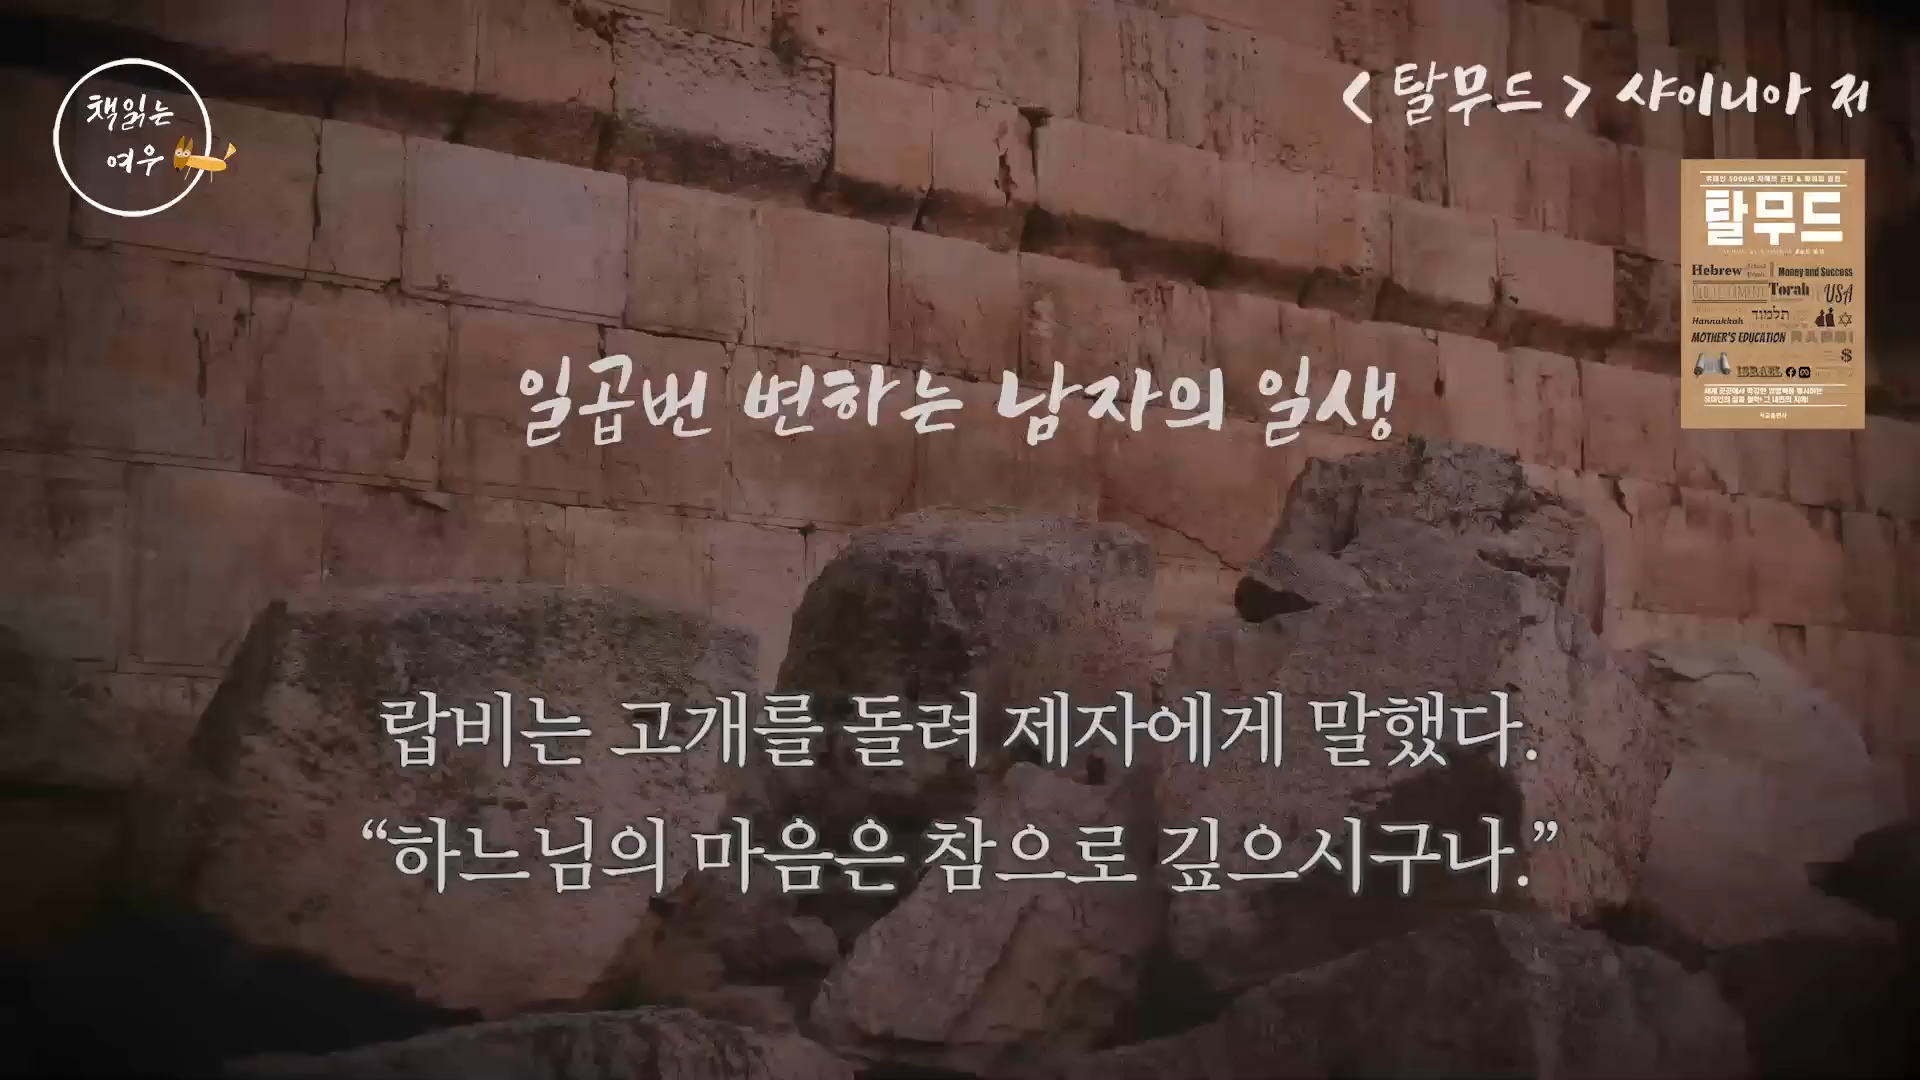 책읽는
여우
<탈무드> 샤이니아 저
탈무드
Hebrew
Money and Success
Torah
USA
Hannukkah
תלמוד
MOTHER'S EDUCATION
$
ISRAEL
일곱번 변하는 남자의 일생
랍비는 고개를 돌려 제자에게 말했다.
“하느님의 마음은 참으로 깊으시구나.”